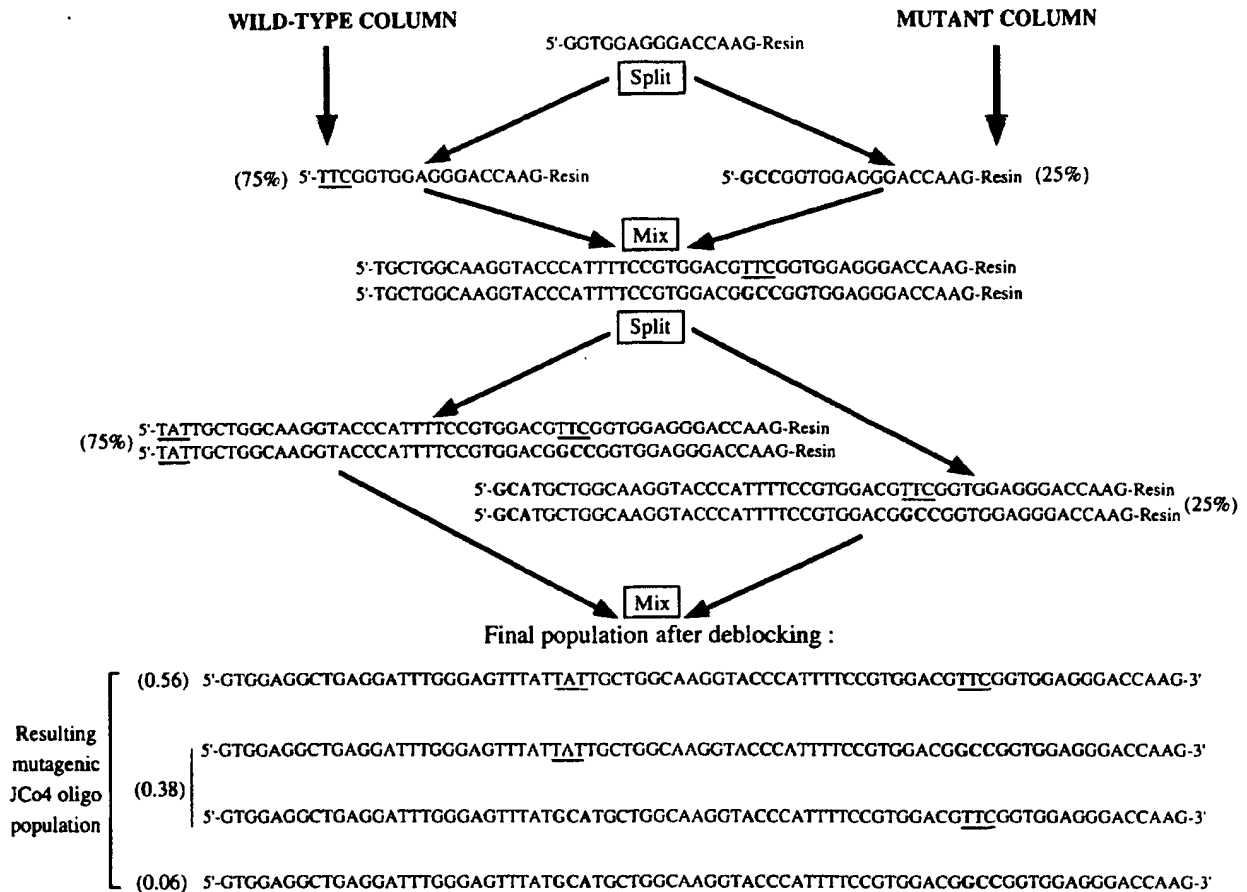 WILD-TYPE COLUMN
MUTANT COLUMN
5'-GGTGGAGGGACCAAG-Resin
Split
(75%) 5'-TTCGGTGGAGGGACCAAG-Resin
5'-GCCGGTGGAGGGACCAAG-Resin (25%)
Mix
5'-TGCTGGCAAGGTACCCATTTTCCGTGGACGTTCGGTGGAGGGACCAAG-Resin
5'-TGCTGGCAAGGTACCCATTTTCCGTGGACGGCCGGTGGAGGGACCAAG-Resin
Split
(75%)
5'-TATTGCTGGCAAGGTACCCATTTTCCGTGGACGTTCGGTGGAGGGACCAAG-Resin
5'-TATTGCTGGCAAGGTACCCATTTTCCGTGGACGGCCGGTGGAGGGACCAAG-Resin
5'-GCATGCTGGCAAGGTACCCATTTTCCGTGGACGTTCGGTGGAGGGACCAAG-Resin
5'-GCATGCTGGCAAGGTACCCATTTTCCGTGGACGGCCGGTGGAGGGACCAAG-Resin
(25%)
Mix
Final population after deblocking :
Resulting
mutagenic
JCo4 oligo
population
(0.56) 5'-GTGGAGGCTGAGGATTTGGGAGTTTATTATTGCTGGCAAGGTACCCATTTTCCGTGGACGTTCGGTGGAGGGACCAAG-3'
(0.38)
5'-GTGGAGGCTGAGGATTTGGGAGTTTATTATTGCTGGCAAGGTACCCATTTTCCGTGGACGGCCGGTGGAGGGACCAAG-3'
5'-GTGGAGGCTGAGGATTTGGGAGTTTATGCATGCTGGCAAGGTACCCATTTTCCGTGGACGTTCGGTGGAGGGACCAAG-3'
(0.06) 5'-GTGGAGGCTGAGGATTTGGGAGTTTATGCATGCTGGCAAGGTACCCATTTTCCGTGGACGGCCGGTGGAGGGACCAAG-3'